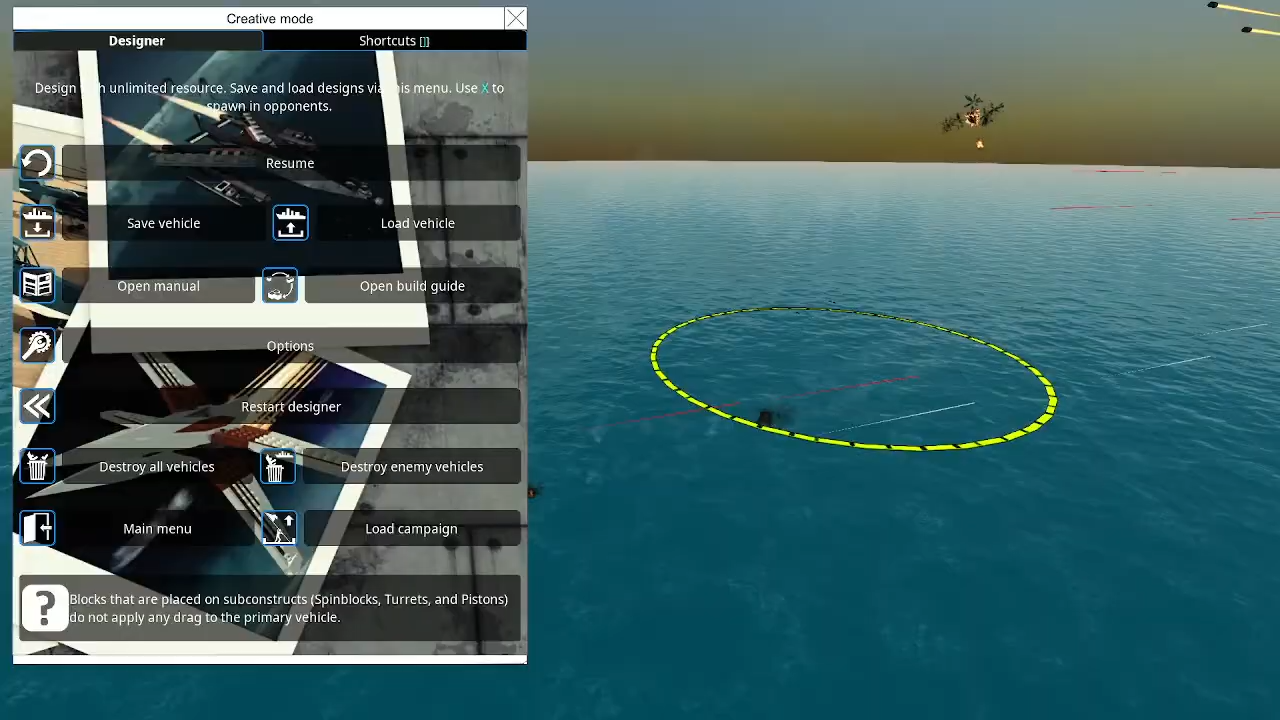 Creative mode
Designer
Shortcuts []]
Design with unlimited resource. Save and load designs via this menu. Use X to
spawn in opponents.
Resume
Save vehicle
Load vehicle
Open manual
Open build guide
Options
Restart designer
Destroy all vehicles
Destroy enemy vehicles
Main menu
Load campaign
?
Blocks that are placed on subconstructs (Spinblocks, Turrets, and Pistons)
do not apply any drag to the primary vehicle.